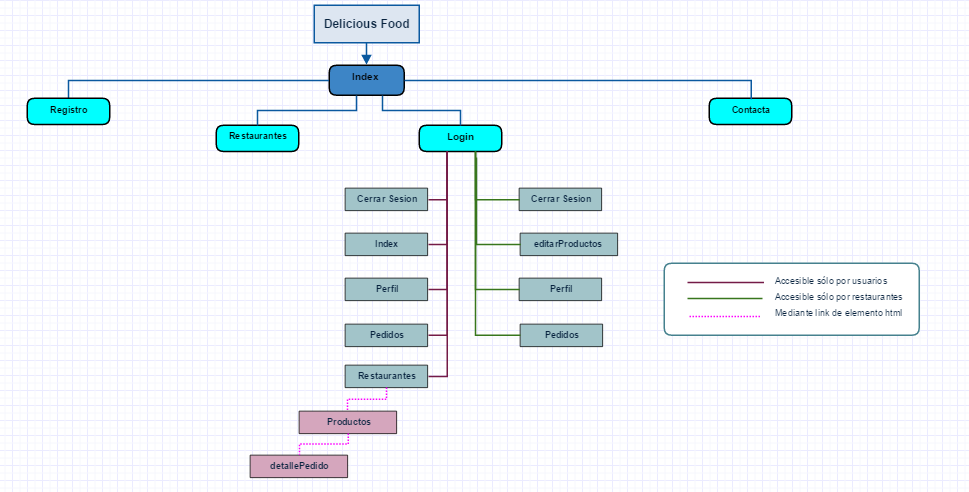 Delicious Food
Index
Registro
Contacta
Restaurantes
Login
Cerrar Sesion
Cerrar Sesion
Index
editarProductos
Perfil
Perfil
Pedidos
Pedidos
Restaurantes
Productos
detallePedido
Accesible sólo por usuarios
Accesible sólo por restaurantes
Mediante link de elemento html